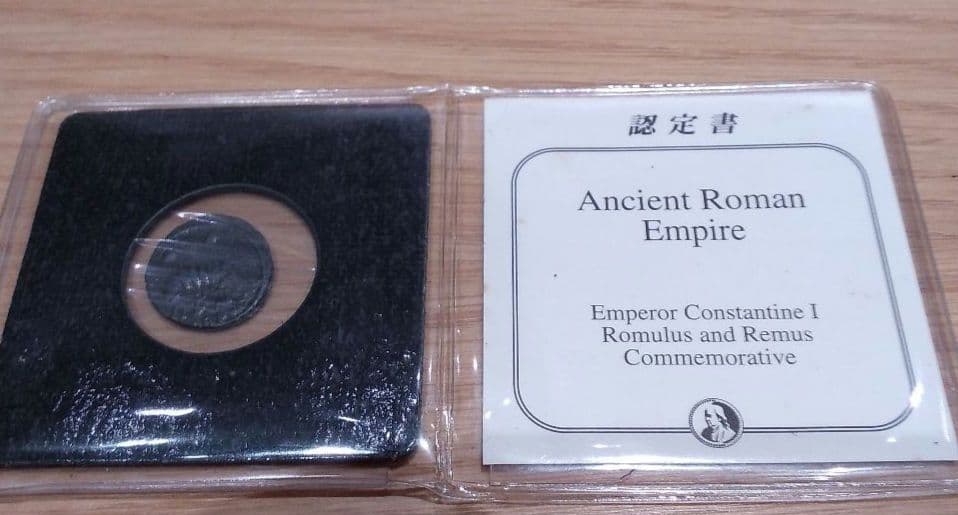 認定書
Ancient Roman
Empire
Emperor Constantine I
Romulus and Remus
Commemorative